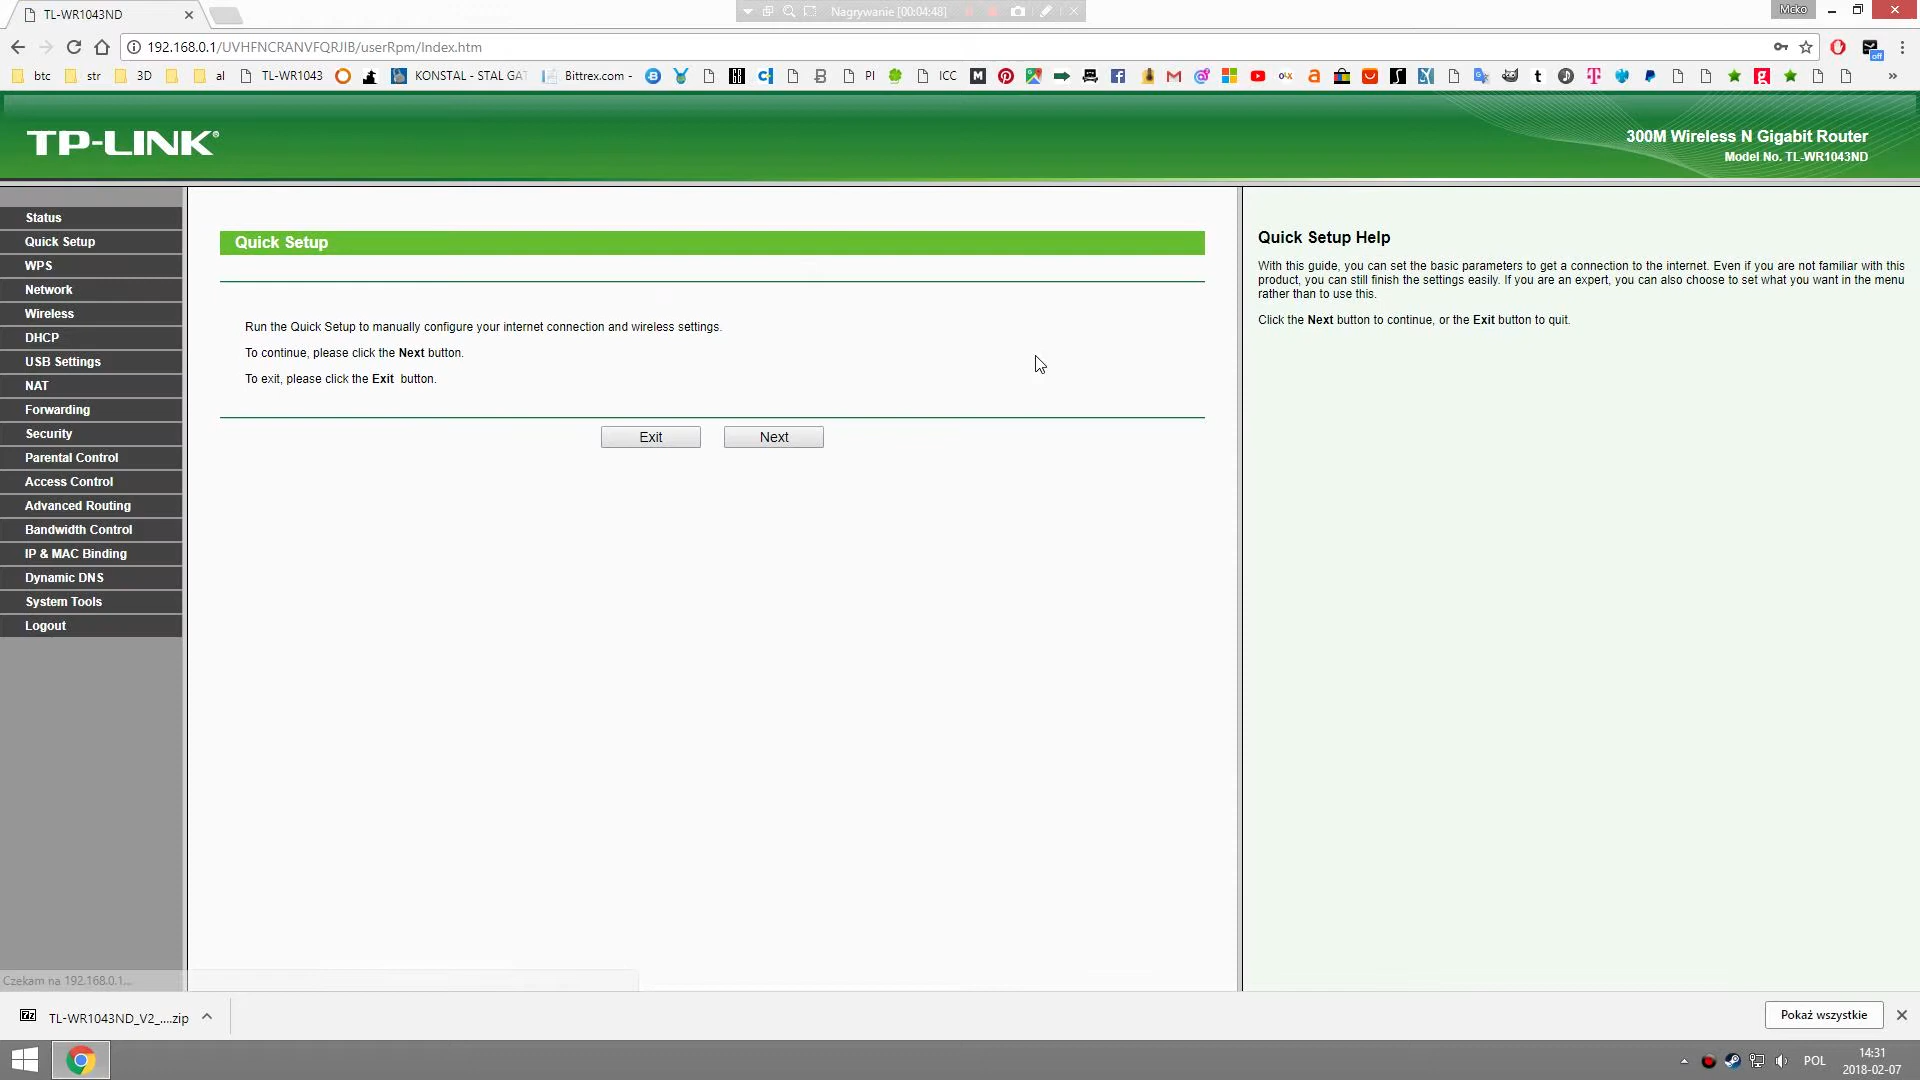 TL-WR1043ND
Nagrywanie [00:04:48]
Mcko
192.168.0.1/UVHFNCRANVFQRJIB/userRpm/Index.htm
btc
str
3D
al
TL-WR1043
KONSTAL - STAL GAT
Bittrex.com -
PI
ICC
off
TP-LINK®
300M Wireless N Gigabit Router
Model No. TL-WR1043ND
Status
Quick Setup
WPS
Network
Wireless
DHCP
USB Settings
NAT
Forwarding
Security
Parental Control
Access Control
Advanced Routing
Bandwidth Control
IP & MAC Binding
Dynamic DNS
System Tools
Logout
Quick Setup
Run the Quick Setup to manually configure your internet connection and wireless settings.
To continue, please click the Next button.
To exit, please click the Exit button.
Exit
Next
Quick Setup Help
With this guide, you can set the basic parameters to get a connection to the internet. Even if you are not familiar with this
product, you can still finish the settings easily. If you are an expert, you can also choose to set what you want in the menu
rather than to use this.
Click the Next button to continue, or the Exit button to quit.
Czekam na 192.168.0.1...
TL-WR1043ND_V2_....zip
Pokaż wszystkie
POL
14:31
2018-02-07